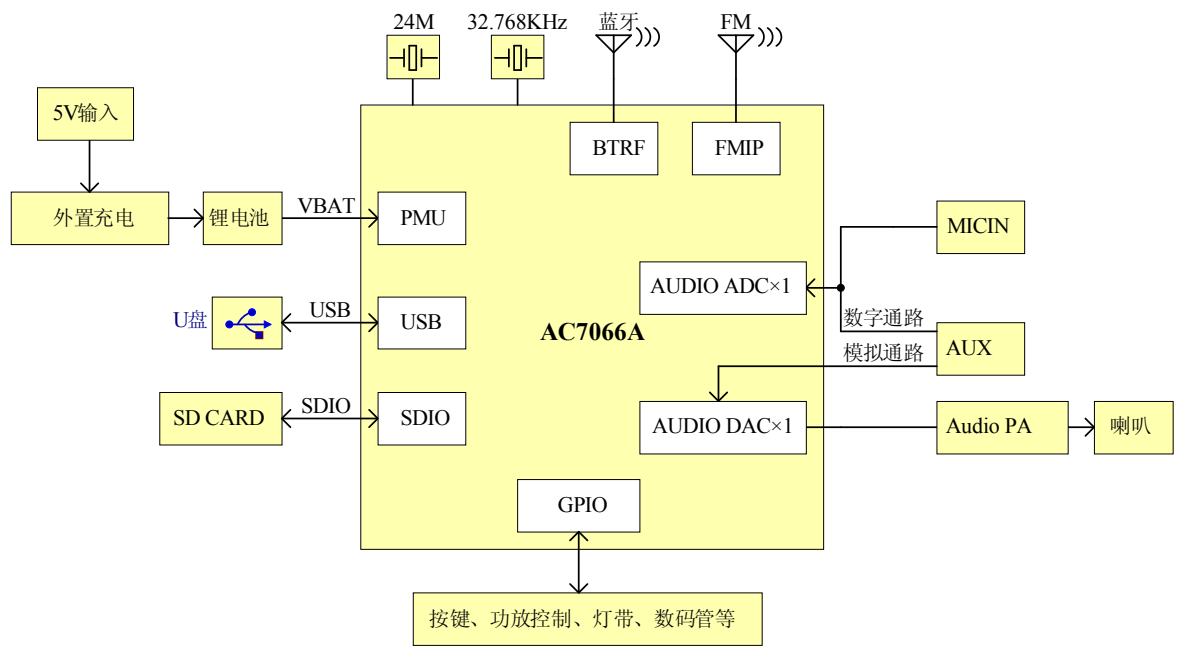 24M
32.768KHz
蓝牙
FM
5V输入
BTRF
FMIP
外置充电
锂电池
VBAT
PMU
MICIN
AUDIO ADC×1
U盘
USB
USB
AC7066A
数字通路
AUX
模拟通路
SD CARD
SDIO
SDIO
AUDIO DAC×1
Audio PA
喇叭
GPIO
按键、功放控制、灯带、数码管等